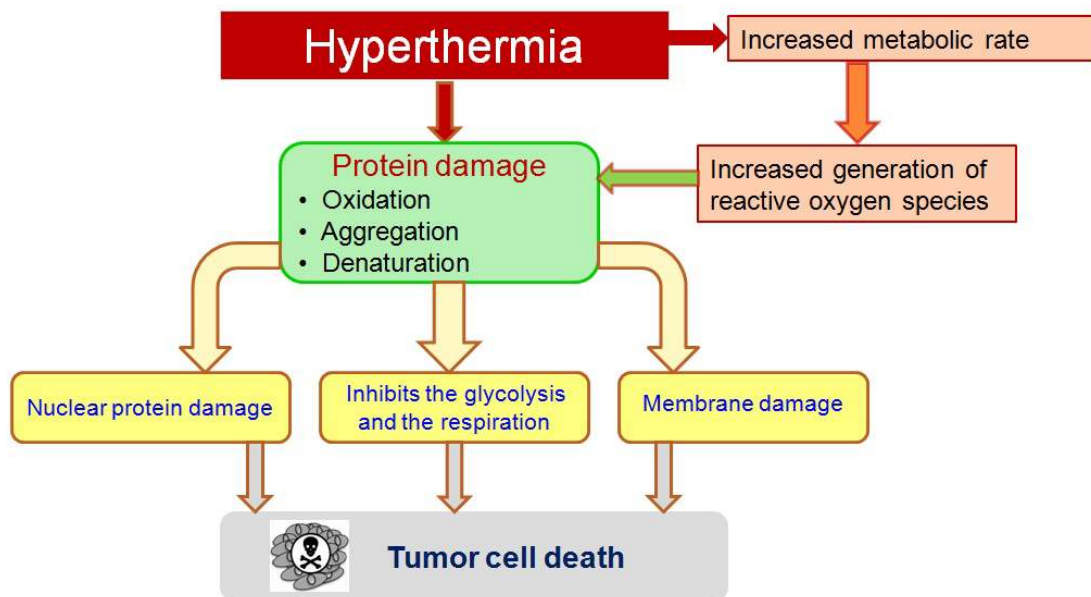 Hyperthermia
Increased metabolic rate
Protein damage
• Oxidation
• Aggregation
• Denaturation
Increased generation of
reactive oxygen species
Nuclear protein damage
Inhibits the glycolysis
and the respiration
Membrane damage
Tumor cell death